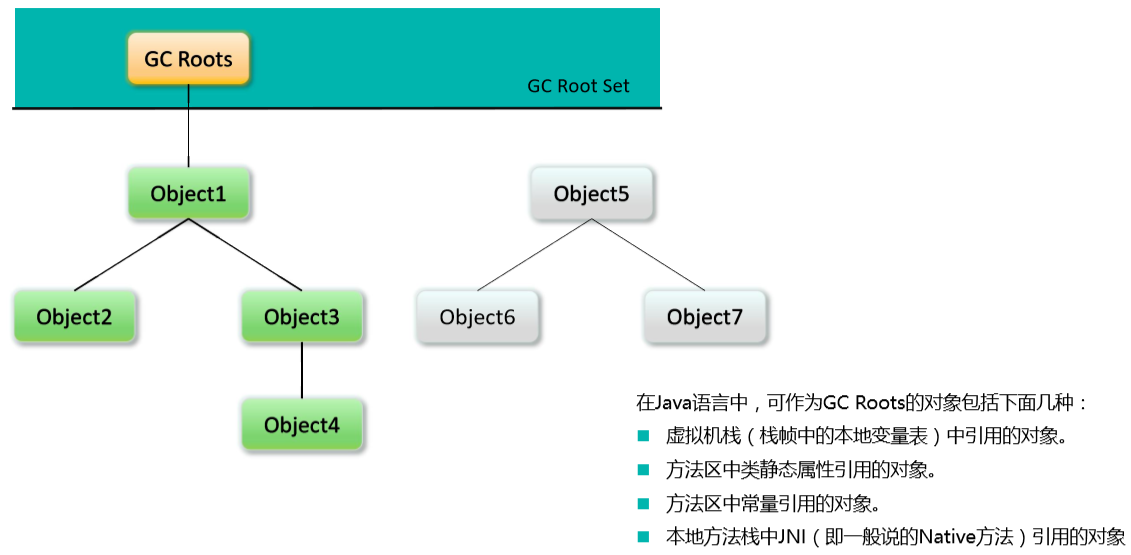 GC Roots
GC Root Set
Object1
Object5
Object2
Object3
Object6
Object7
Object4
在Java语言中，可作为GC Roots的对象包括下面几种：
虚拟机栈（栈帧中的本地变量表）中引用的对象。
方法区中类静态属性引用的对象。
方法区中常量引用的对象。
本地方法栈中JNI（即一般说的Native方法）引用的对象